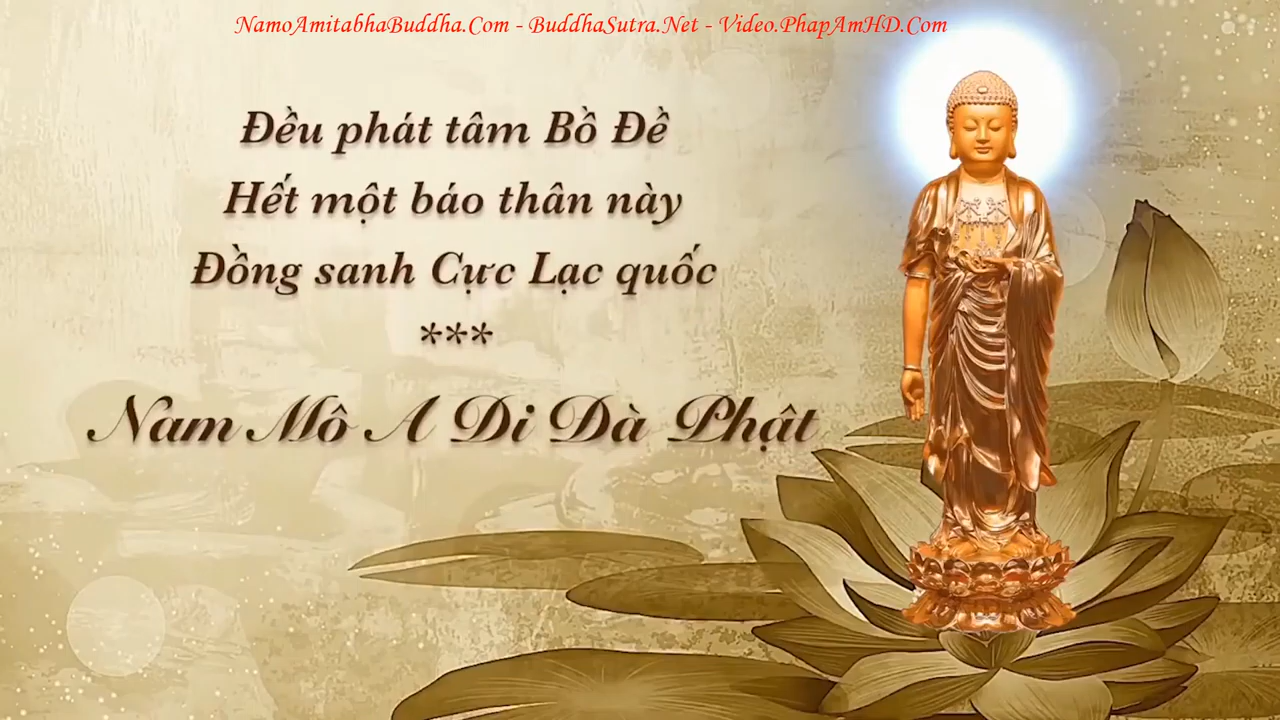 NamoAmitabhaBuddha.Com - BuddhaSutra.Net - Video.PhapAmHD.Com
Đều phát tâm Bồ Đề
Hết một báo thân này
Đồng sanh Cực Lạc quốc
***
Nam Mô A Di Đà Phật